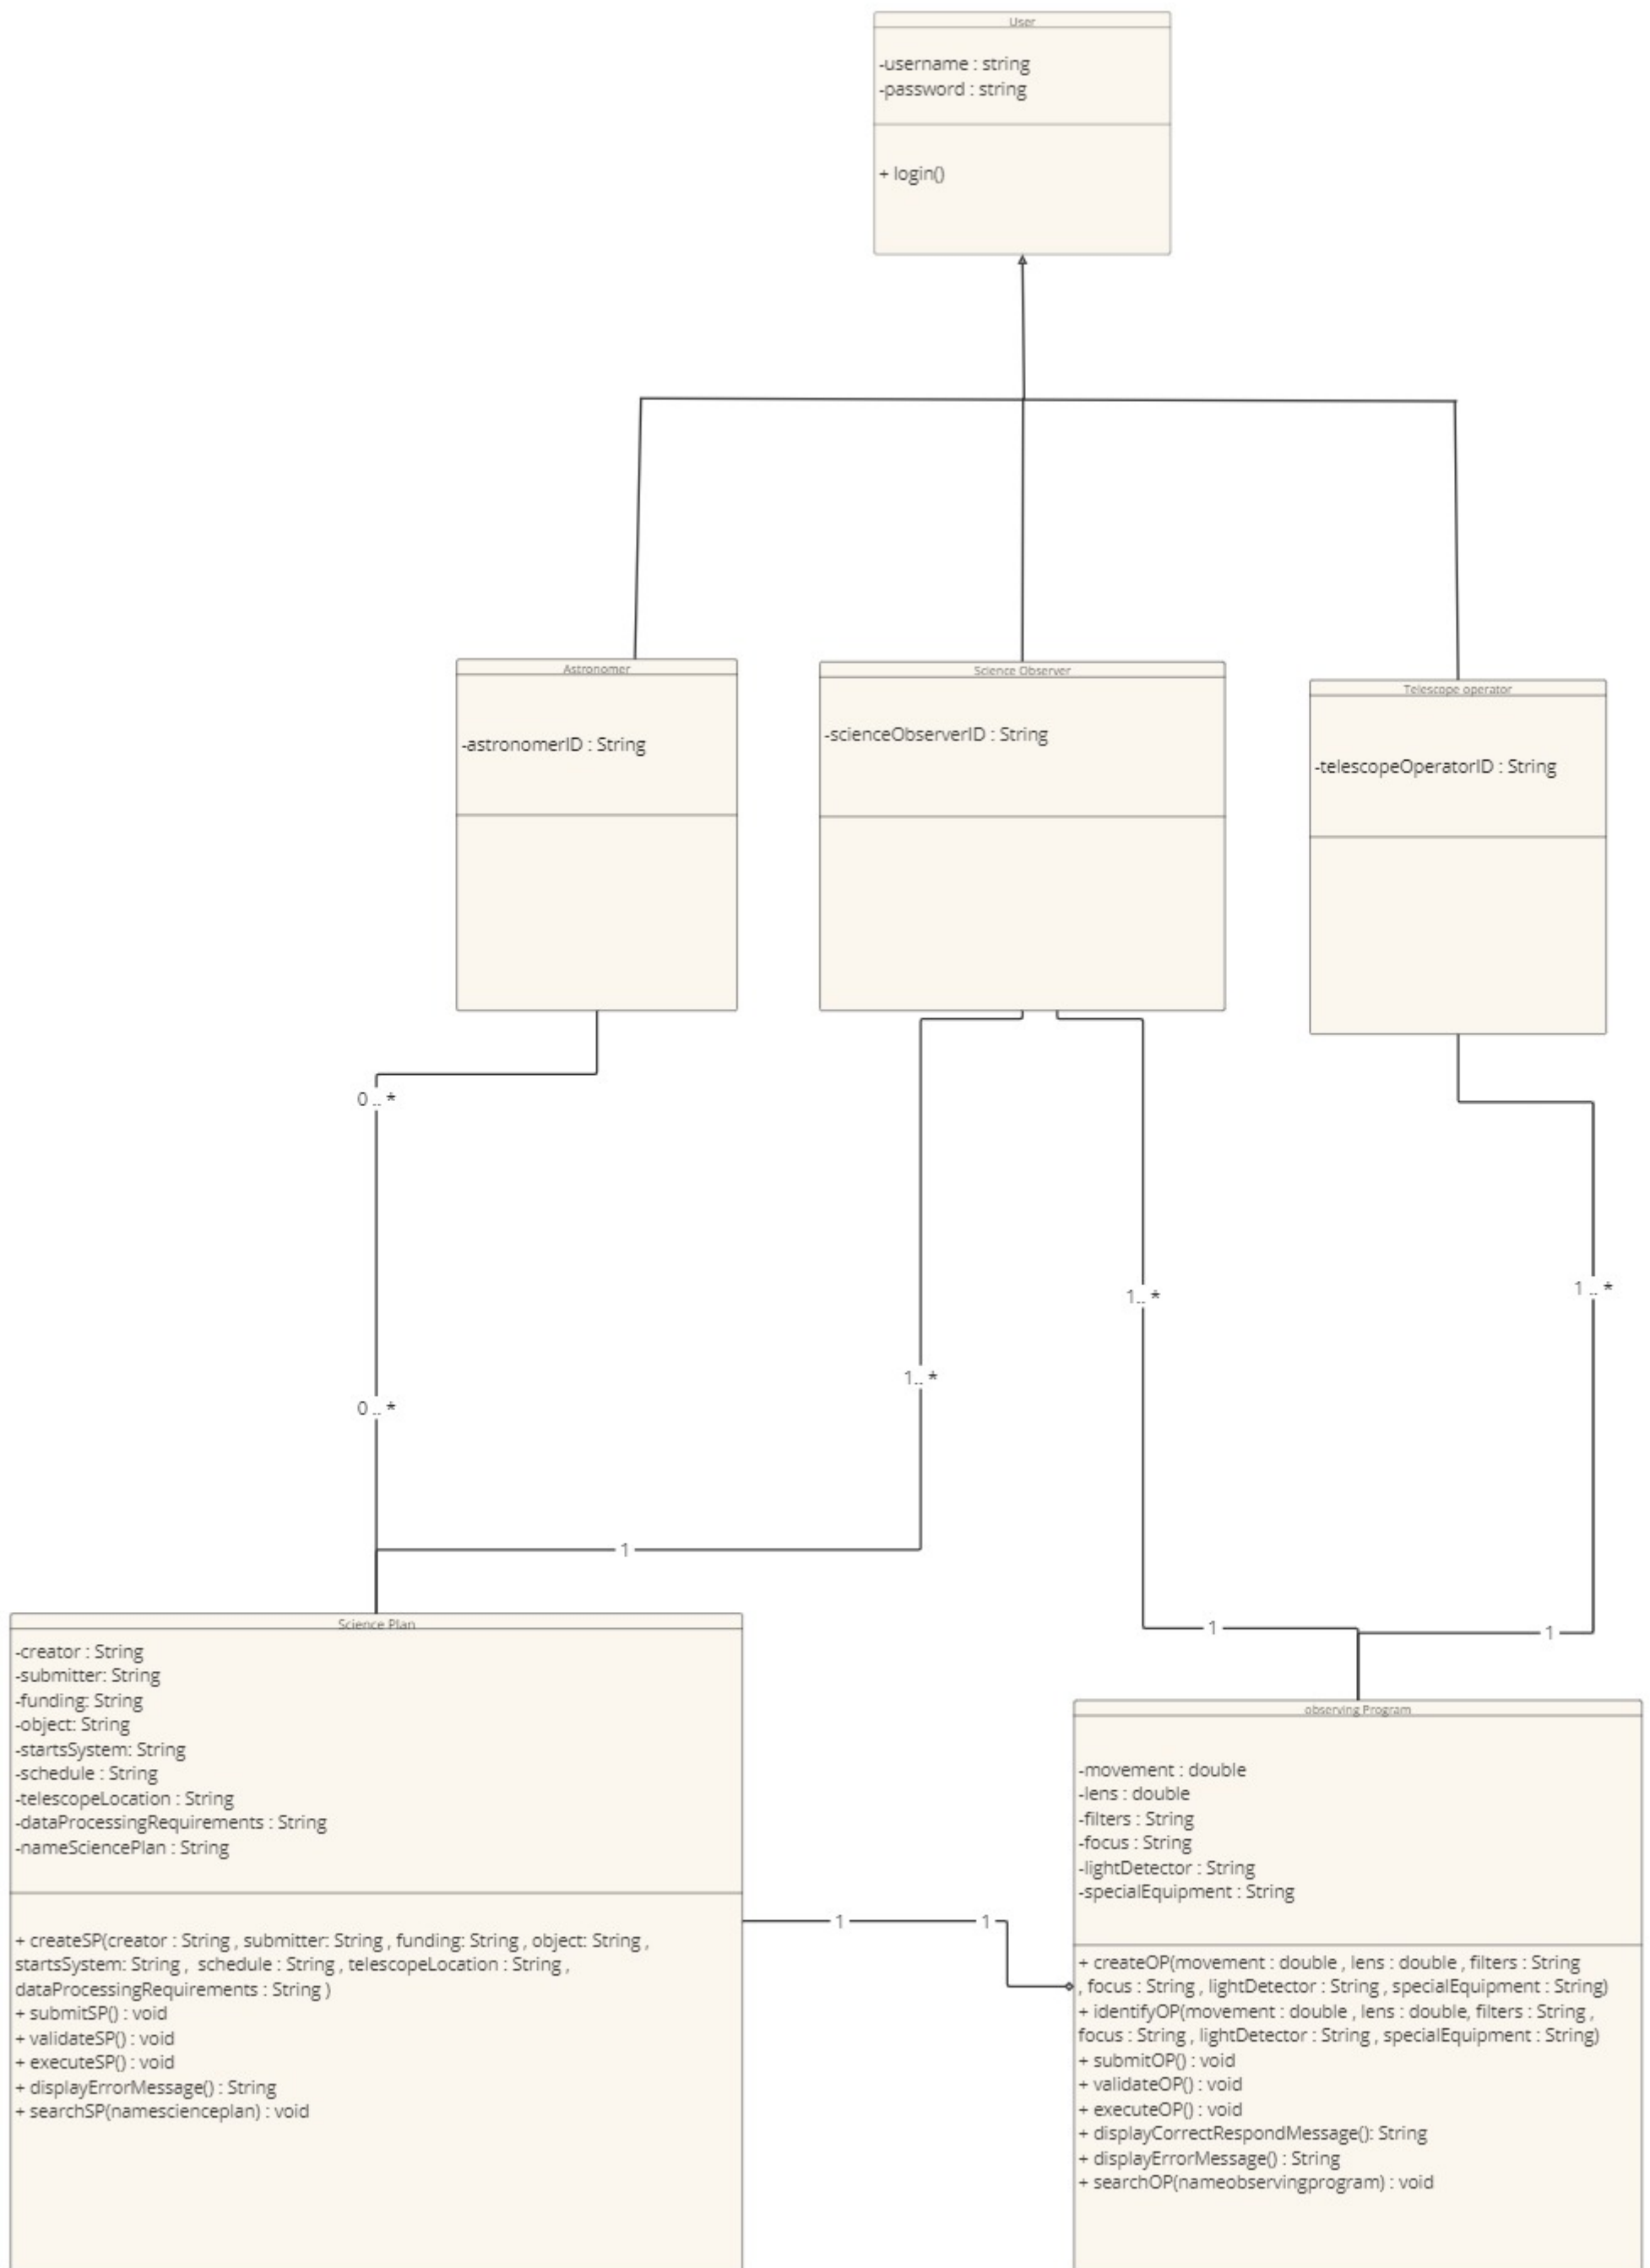 User
-username : string
-password : string
+ login()
Astronomer
-astronomerID : String
Science Observer
-scienceObserverID : String
Telescope operator
-telescopeOperatorID : String
0 .. *
1 .. *
1.. *
1.. *
0 .. *
1
1
1
Science Plan
-creator : String
-submitter: String
-funding: String
-object: String
-startsSystem: String
-schedule : String
-telescopeLocation : String
-dataProcessingRequirements : String
-nameSciencePlan : String
+ createSP(creator : String , submitter: String , funding: String , object: String ,
startsSystem: String ,  schedule : String , telescopeLocation : String ,
dataProcessingRequirements : String )
+ submitSP() : void
+ validateSP() : void
+ executeSP() : void
+ displayErrorMessage() : String
+ searchSP(namescienceplan) : void
1
1
observing Program
-movement : double
-lens : double
-filters : String
-focus : String
-lightDetector : String
-specialEquipment : String
+ createOP(movement : double , lens : double , filters : String
, focus : String , lightDetector : String , specialEquipment : String)
+ identifyOP(movement : double , lens : double, filters : String ,
focus : String , lightDetector : String , specialEquipment : String)
+ submitOP() : void
+ validateOP() : void
+ executeOP() : void
+ displayCorrectRespondMessage(): String
+ displayErrorMessage() : String
+ searchOP(nameobservingprogram) : void